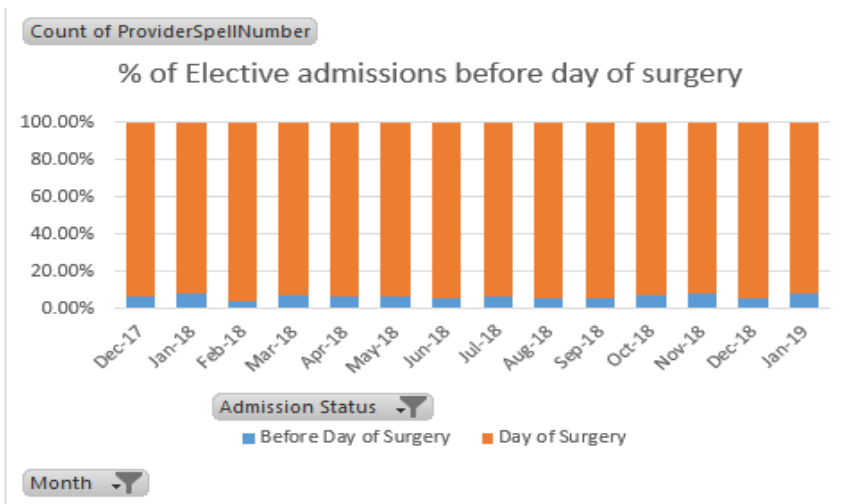 Count of ProviderSpellNumber
% of Elective admissions before day of surgery
100.00%
80.00%
60.00%
40.00%
20.00%
0.00%
Dec-17 Jan-18 Feb-18 Mar-18 Apr-18 May-18 Jun-18 Jul-18 Aug-18 Sep-18 Oct-18 Nov-18 Dec-18 Jan-19
Admission Status
Before Day of Surgery Day of Surgery
Month